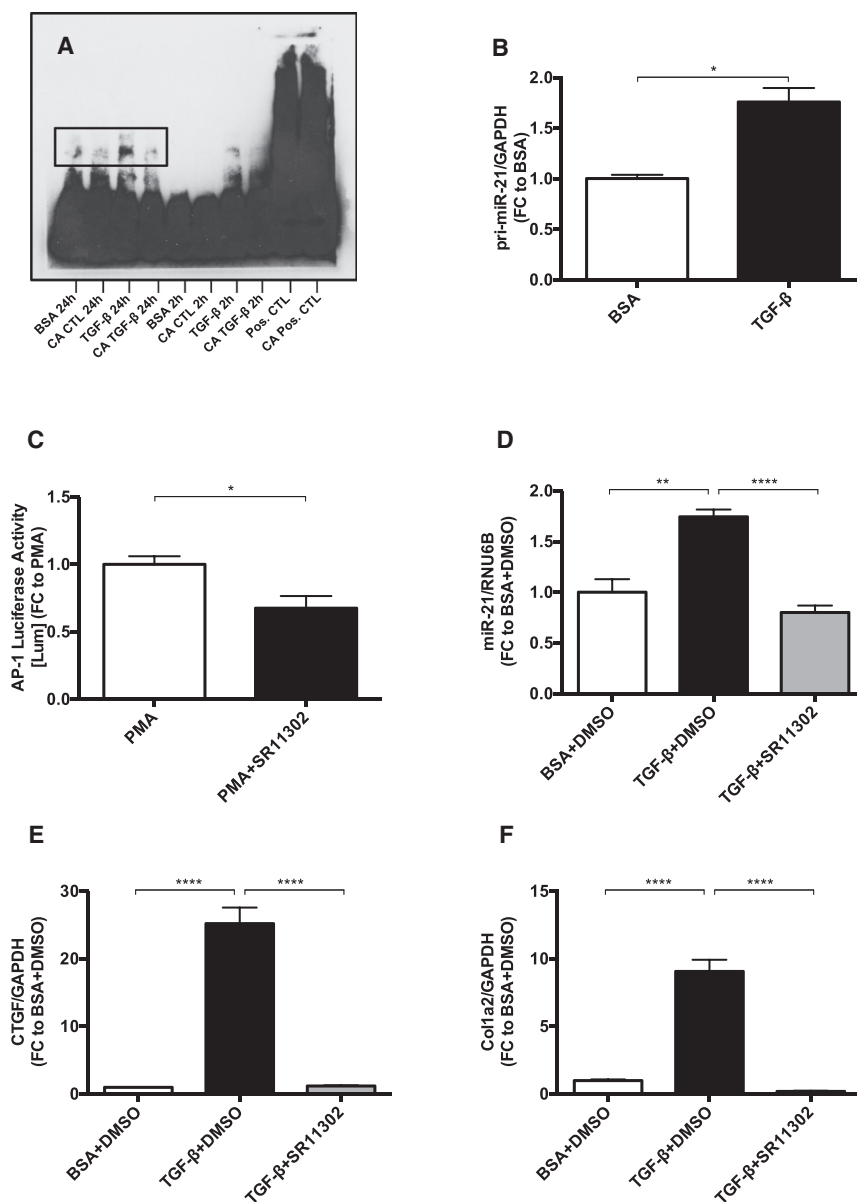 A
BSA 24h
CA CTL 24h
TGF-β 24h
CA TGF-β 24h
BSA 2h
CA CTL 2h
TGF-β 2h
CA TGF-β 2h
Pos. CTL
CA Pos. CTL
B
pri-miR-21/GAPDH
(FC to BSA)
2.0
1.5
1.0
0.5
0.0
*
BSA
TGF-β
C
AP-1 Luciferase Activity
[Lum] (FC to PMA)
1.5
1.0
0.5
0.0
*
PMA
PMA+SR11302
D
miR-21/RNU6B
(FC to BSA+DMSO)
2.0
1.5
1.0
0.5
0.0
** ****
BSA+DMSO
TGF-β+DMSO
TGF-β+SR11302
E
CTGF/GAPDH
(FC to BSA+DMSO)
30
20
10
0
**** ****
BSA+DMSO
TGF-β+DMSO
TGF-β+SR11302
F
Col1a2/GAPDH
(FC to BSA+DMSO)
15
10
5
0
**** ****
BSA+DMSO
TGF-β+DMSO
TGF-β+SR11302